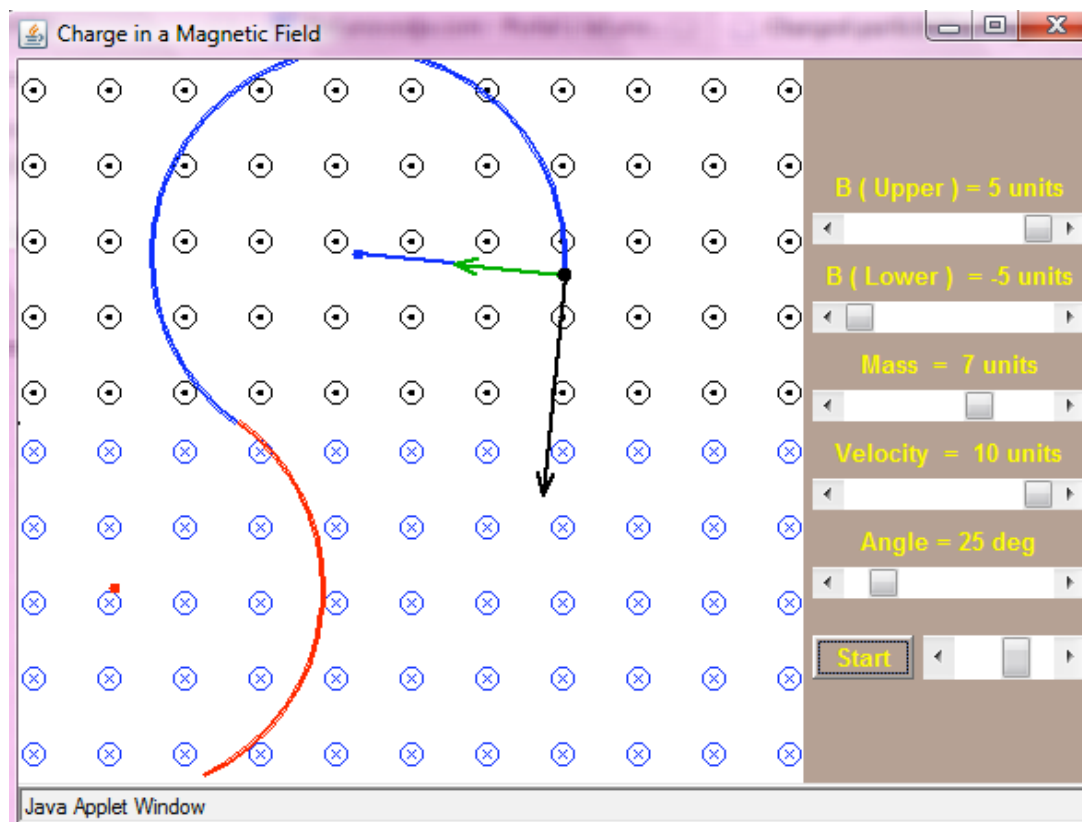 Charge in a Magnetic Field
B ( Upper ) = 5 units
B ( Lower ) = -5 units
Mass = 7 units
Velocity = 10 units
Angle = 25 deg
Start
Java Applet Window